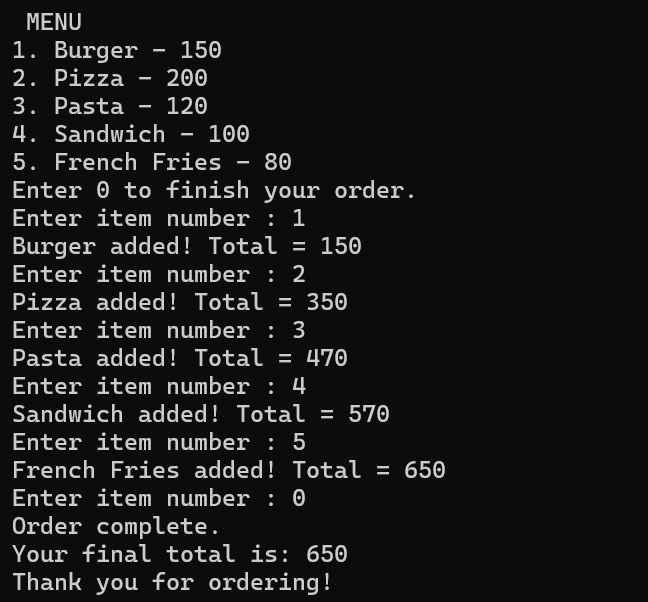 MENU
1. Burger - 150
2. Pizza - 200
3. Pasta - 120
4. Sandwich - 100
5. French Fries - 80
Enter 0 to finish your order.
Enter item number : 1
Burger added! Total = 150
Enter item number : 2
Pizza added! Total = 350
Enter item number : 3
Pasta added! Total = 470
Enter item number : 4
Sandwich added! Total = 570
Enter item number : 5
French Fries added! Total = 650
Enter item number : 0
Order complete.
Your final total is: 650
Thank you for ordering!